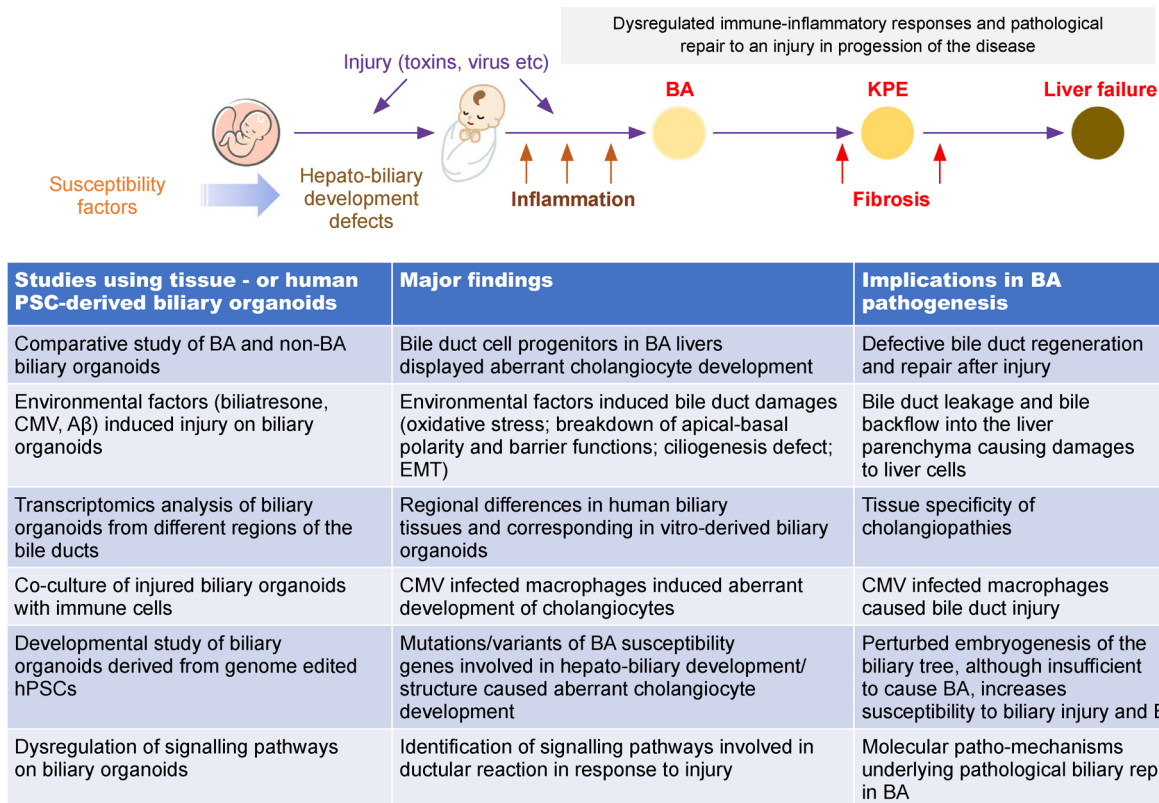 Dysregulated immune-inflammatory responses and pathological
repair to an injury in progression of the disease
Injury (toxins, virus etc)
BA
KPE
Liver failure
Susceptibility
factors
Hepato-biliary
development
defects
Inflammation
Fibrosis
Studies using tissue - or human
PSC-derived biliary organoids
Major findings
Implications in BA
pathogenesis
Comparative study of BA and non-BA
biliary organoids
Bile duct cell progenitors in BA livers
displayed aberrant cholangiocyte development
Defective bile duct regeneration
and repair after injury
Environmental factors (biliatresone,
CMV, Aβ) induced injury on biliary
organoids
Environmental factors induced bile duct damages
(oxidative stress; breakdown of apical-basal
polarity and barrier functions; ciliogenesis defect;
EMT)
Bile duct leakage and bile
backflow into the liver
parenchyma causing damages
to liver cells
Transcriptomics analysis of biliary
organoids from different regions of the
bile ducts
Regional differences in human biliary
tissues and corresponding in vitro-derived biliary
organoids
Tissue specificity of
cholangiopathies
Co-culture of injured biliary organoids
with immune cells
CMV infected macrophages induced aberrant
development of cholangiocytes
CMV infected macrophages
caused bile duct injury
Developmental study of biliary
organoids derived from genome edited
hPSCs
Mutations/variants of BA susceptibility
genes involved in hepato-biliary development/
structure caused aberrant cholangiocyte
development
Perturbed embryogenesis of the
biliary tree, although insufficient
to cause BA, increases
susceptibility to biliary injury and
Dysregulation of signalling pathways
on biliary organoids
Identification of signalling pathways involved in
ductular reaction in response to injury
Molecular patho-mechanisms
underlying pathological biliary rep
in BA